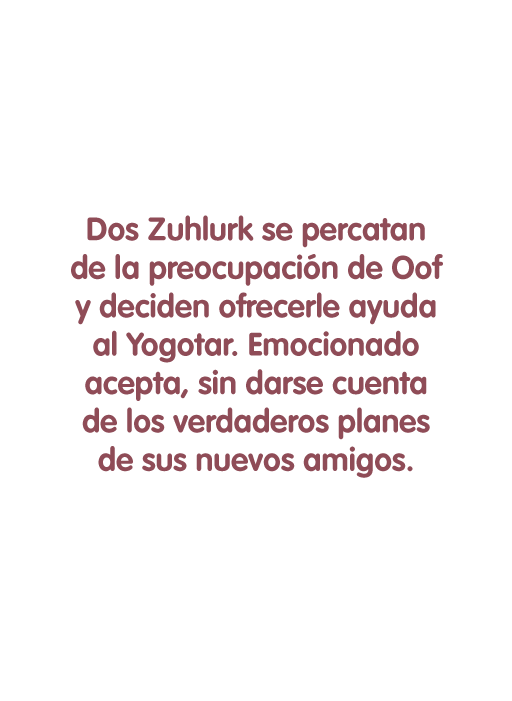 Dos Zuhlurk se percatan
de la preocupación de Oof
y deciden ofrecerle ayuda
al Yogotar. Emocionado
acepta, sin darse cuenta
de los verdaderos planes
de sus nuevos amigos.